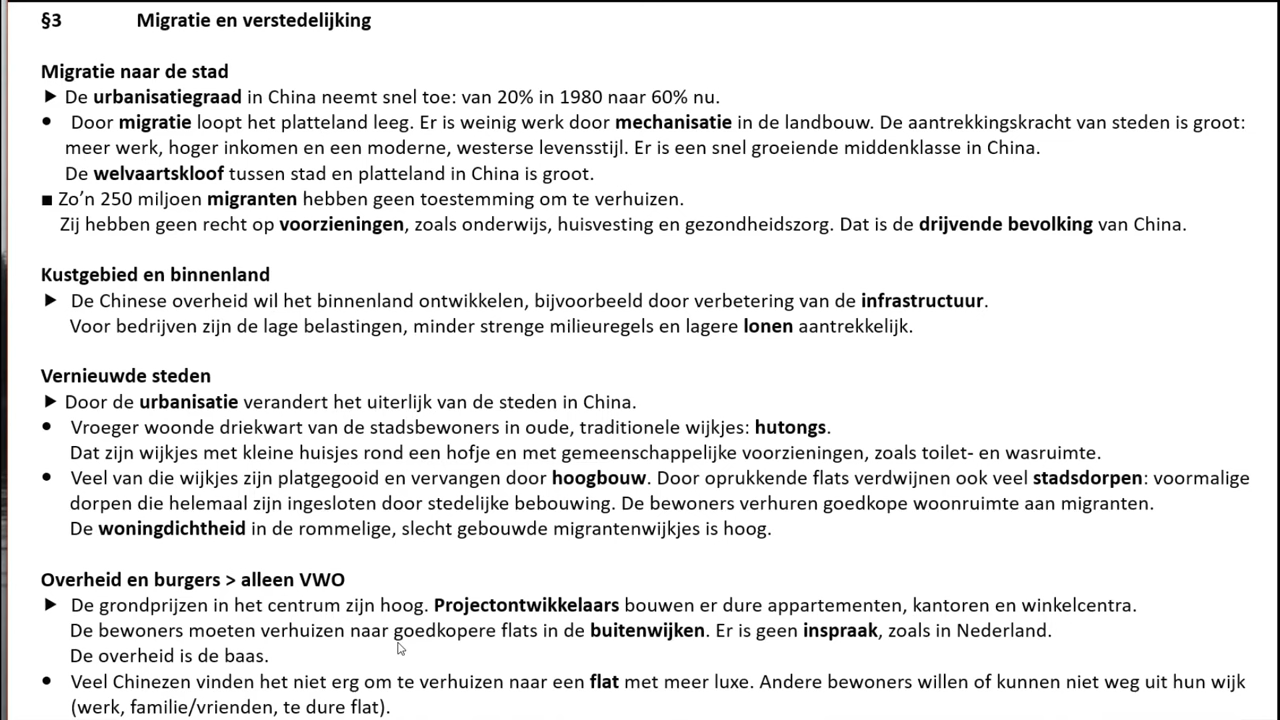 §3 Migratie en verstedelijking
Migratie naar de stad
► De urbanisatiegraad in China neemt snel toe: van 20% in 1980 naar 60% nu.
● Door migratie loopt het platteland leeg. Er is weinig werk door mechanisatie in de landbouw. De aantrekkingskracht van steden is groot:
meer werk, hoger inkomen en een moderne, westerse levensstijl. Er is een snel groeiende middenklasse in China.
De welvaartskloof tussen stad en platteland in China is groot.
■ Zo'n 250 miljoen migranten hebben geen toestemming om te verhuizen.
Zij hebben geen recht op voorzieningen, zoals onderwijs, huisvesting en gezondheidszorg. Dat is de drijvende bevolking van China.
Kustgebied en binnenland
► De Chinese overheid wil het binnenland ontwikkelen, bijvoorbeeld door verbetering van de infrastructuur.
Voor bedrijven zijn de lage belastingen, minder strenge milieuregels en lagere lonen aantrekkelijk.
Vernieuwde steden
► Door de urbanisatie verandert het uiterlijk van de steden in China.
● Vroeger woonde driekwart van de stadsbewoners in oude, traditionele wijkjes: hutongs.
Dat zijn wijkjes met kleine huisjes rond een hofje en met gemeenschappelijke voorzieningen, zoals toilet- en wasruimte.
● Veel van die wijkjes zijn platgegooid en vervangen door hoogbouw. Door oprukkende flats verdwijnen ook veel stadsdorpen: voormalige
dorpen die helemaal zijn ingesloten door stedelijke bebouwing. De bewoners verhuren goedkope woonruimte aan migranten.
De woningdichtheid in de rommelige, slecht gebouwde migrantenwijkjes is hoog.
Overheid en burgers > alleen VWO
► De grondprijzen in het centrum zijn hoog. Projectontwikkelaars bouwen er dure appartementen, kantoren en winkelcentra.
De bewoners moeten verhuizen naar goedkopere flats in de buitenwijken. Er is geen inspraak, zoals in Nederland.
De overheid is de baas.
● Veel Chinezen vinden het niet erg om te verhuizen naar een flat met meer luxe. Andere bewoners willen of kunnen niet weg uit hun wijk
(werk, familie/vrienden, te dure flat).